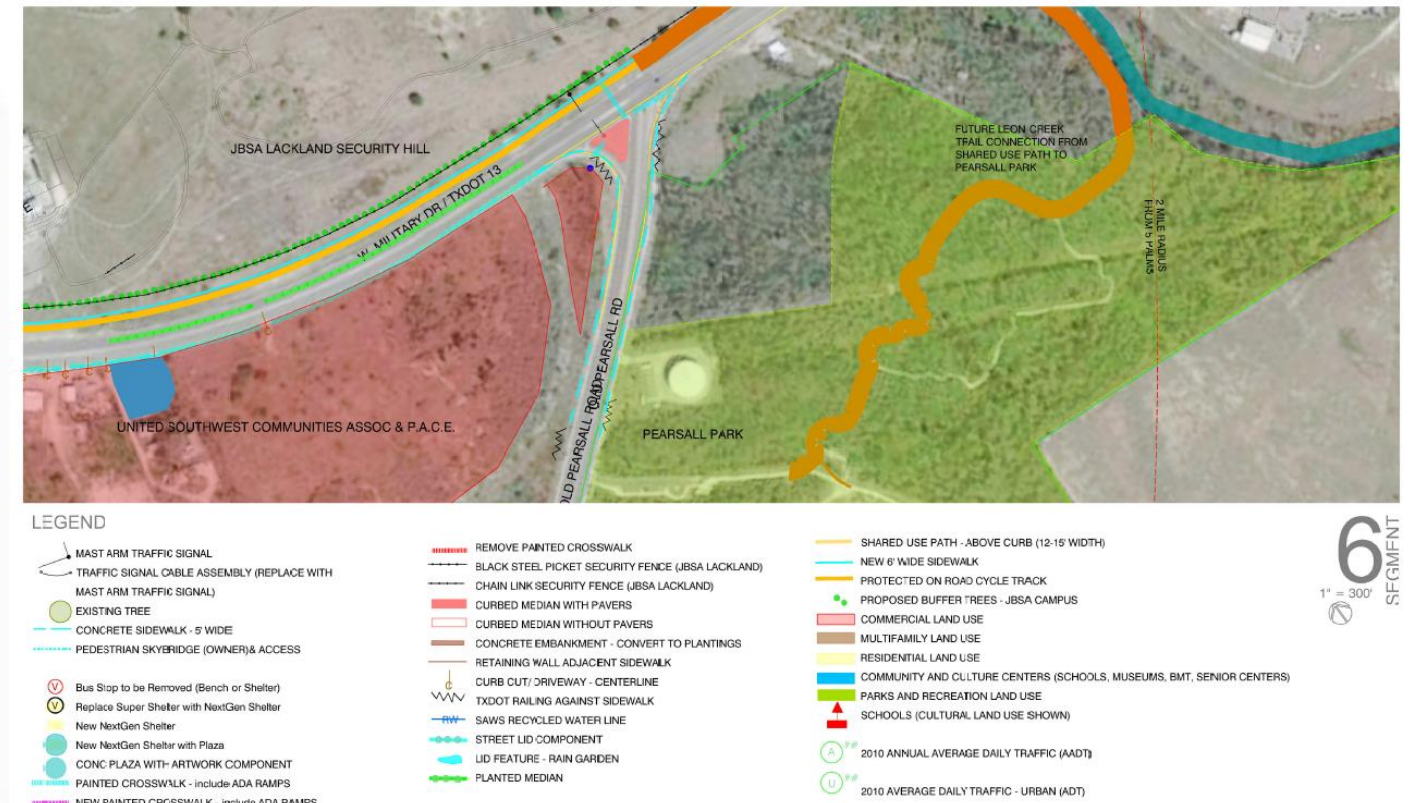 JBSA LACKLAND SECURITY HILL
W. MILITARY DR / TXDOT 13
FUTURE LEON CREEK
TRAIL CONNECTION FROM
SHARED USE PATH TO
PEARSALL PARK
2 MILE RADIUS
FROM 5 PALMS
OLD PEARSALL RD
OLD PEARSALL ROAD
UNITED SOUTHWEST COMMUNITIES ASSOC & P.A.C.E.
PEARSALL PARK
LEGEND
MAST ARM TRAFFIC SIGNAL
TRAFFIC SIGNAL CABLE ASSEMBLY (REPLACE WITH
MAST ARM TRAFFIC SIGNAL)
EXISTING TREE
CONCRETE SIDEWALK - 5' WIDE
PEDESTRIAN SKYBRIDGE (OWNER)& ACCESS
V Bus Stop to be Removed (Bench or Shelter)
V Replace Super Shelter with NextGen Shelter
New NextGen Shelter
New NextGen Shelter with Plaza
CONC PLAZA WITH ARTWORK COMPONENT
PAINTED CROSSWALK - include ADA RAMPS
NEW PAINTED CROSSWALK - include ADA RAMPS
REMOVE PAINTED CROSSWALK
BLACK STEEL PICKET SECURITY FENCE (JBSA LACKLAND)
CHAIN LINK SECURITY FENCE (JBSA LACKLAND)
CURBED MEDIAN WITH PAVERS
CURBED MEDIAN WITHOUT PAVERS
CONCRETE EMBANKMENT - CONVERT TO PLANTINGS
RETAINING WALL ADJACENT SIDEWALK
CURB CUT/ DRIVEWAY - CENTERLINE
TXDOT RAILING AGAINST SIDEWALK
RW SAWS RECYCLED WATER LINE
STREET LID COMPONENT
LID FEATURE - RAIN GARDEN
PLANTED MEDIAN
SHARED USE PATH - ABOVE CURB (12-15' WIDTH)
NEW 6' WIDE SIDEWALK
PROTECTED ON ROAD CYCLE TRACK
PROPOSED BUFFER TREES - JBSA CAMPUS
COMMERCIAL LAND USE
MULTIFAMILY LAND USE
RESIDENTIAL LAND USE
COMMUNITY AND CULTURE CENTERS (SCHOOLS, MUSEUMS, BMT, SENIOR CENTERS)
PARKS AND RECREATION LAND USE
SCHOOLS (CULTURAL LAND USE SHOWN)
A ## 2010 ANNUAL AVERAGE DAILY TRAFFIC (AADT)
U ## 2010 AVERAGE DAILY TRAFFIC - URBAN (ADT)
6
SEGMENT
1" = 300'